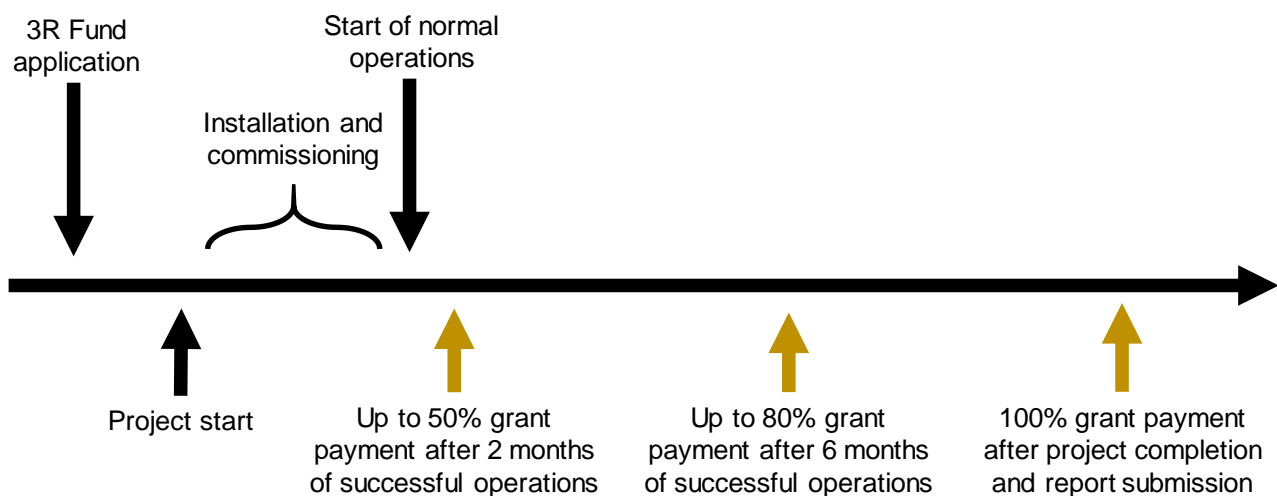 3R Fund
application
Start of normal
operations
Installation and
commissioning
Project start
Up to 50% grant
payment after 2 months
of successful operations
Up to 80% grant
payment after 6 months
of successful operations
100% grant payment
after project completion
and report submission